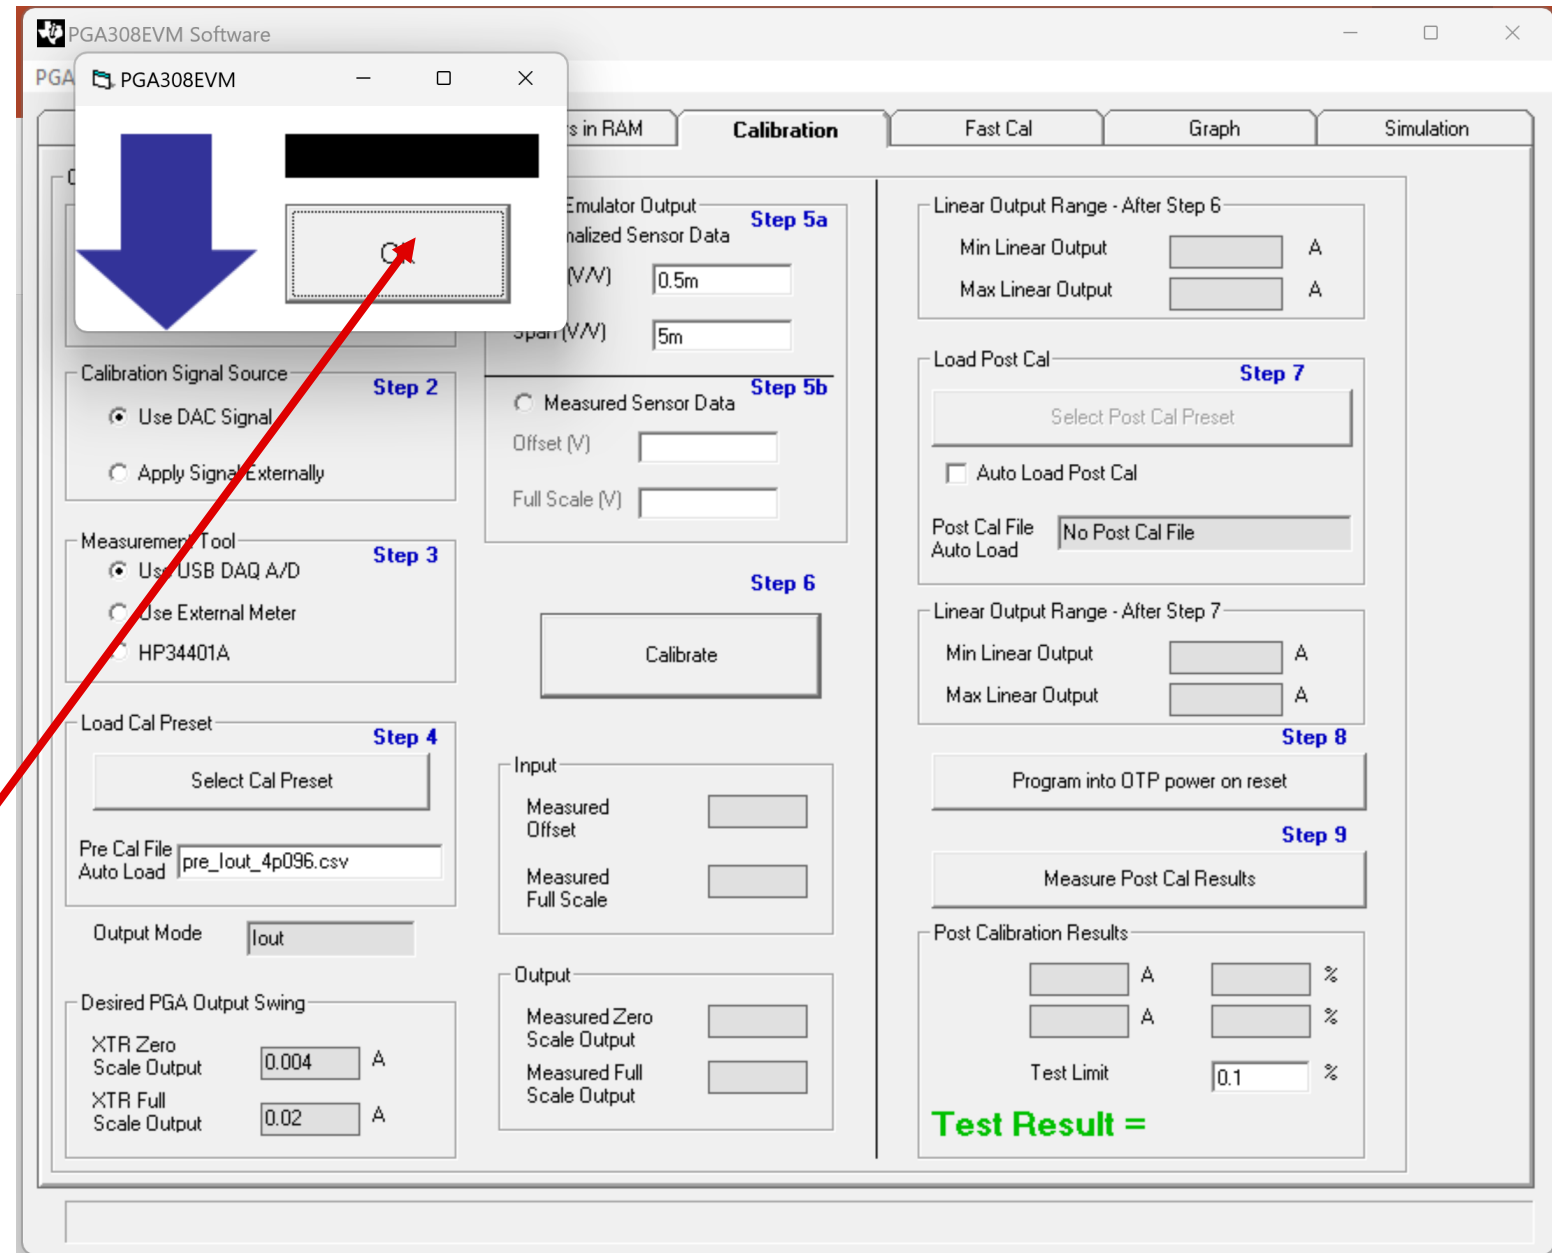 PGA308EVM Software
PGA
PGA308EVM
OK
s in RAM
Calibration
Fast Cal
Graph
Simulation
Emulator Output
Step 5a
nalized Sensor Data
(V/V)
0.5m
Span (V/V)
5m
Calibration Signal Source
Step 2
Use DAC Signal
Apply Signal Externally
Measurement Tool
Step 3
Use USB DAQ A/D
Use External Meter
HP34401A
Load Cal Preset
Step 4
Select Cal Preset
Pre Cal File
Auto Load
pre_Iout_4p096.csv
Output Mode
Iout
Desired PGA Output Swing
XTR Zero
Scale Output
0.004
A
XTR Full
Scale Output
0.02
A
Step 5b
Measured Sensor Data
Offset (V)
Full Scale (V)
Step 6
Calibrate
Input
Measured
Offset
Measured
Full Scale
Output
Measured Zero
Scale Output
Measured Full
Scale Output
Linear Output Range - After Step 6
Min Linear Output
A
Max Linear Output
A
Load Post Cal
Step 7
Select Post Cal Preset
Auto Load Post Cal
Post Cal File
Auto Load
No Post Cal File
Linear Output Range - After Step 7
Min Linear Output
A
Max Linear Output
A
Step 8
Program into OTP power on reset
Step 9
Measure Post Cal Results
Post Calibration Results
A %
A %
Test Limit
0.1
%
Test Result =